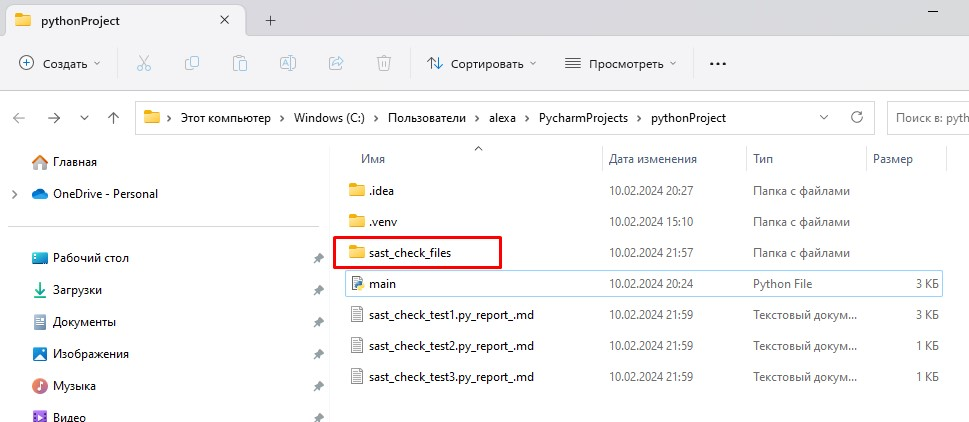 pythonProject
Создать
Сортировать
Просмотреть
Этот компьютер > Windows (C:) > Пользователи > alexa > PycharmProjects > pythonProject
Поиск в: pyth
Главная
OneDrive - Personal
Рабочий стол
Загрузки
Документы
Изображения
Музыка
Видео
Имя Дата изменения Тип Размер
.idea 10.02.2024 20:27 Папка с файлами
.venv 10.02.2024 15:10 Папка с файлами
sast_check_files 10.02.2024 21:57 Папка с файлами
main 10.02.2024 20:24 Python File 3 КБ
sast_check_test1.py_report_.md 10.02.2024 21:59 Текстовый докум... 3 КБ
sast_check_test2.py_report_.md 10.02.2024 21:59 Текстовый докум... 1 КБ
sast_check_test3.py_report_.md 10.02.2024 21:59 Текстовый докум... 1 КБ